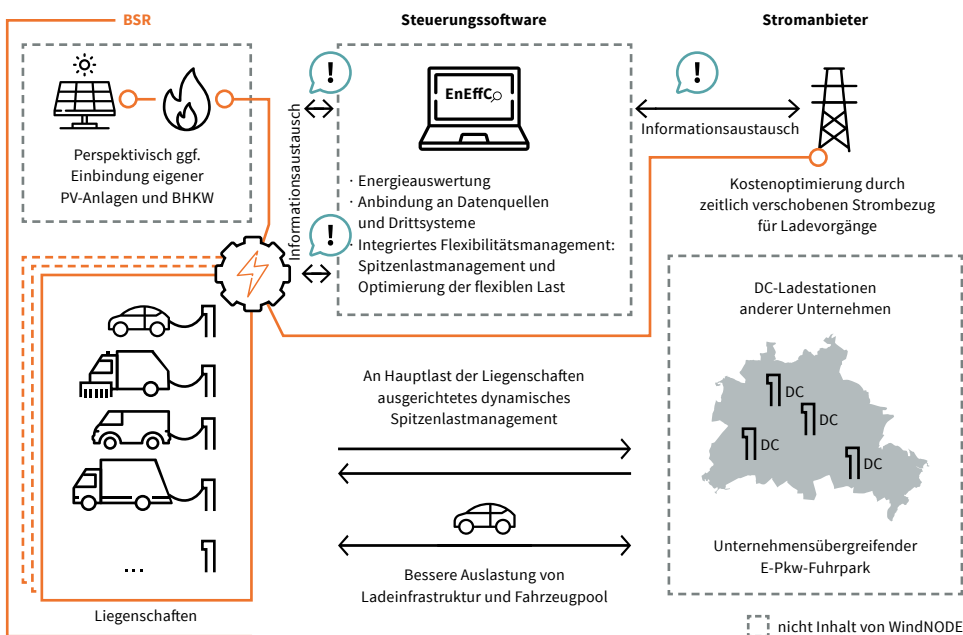 BSR
Steuerungssoftware
Stromanbieter
!
!
EnEffCo
Informationsaustausch
Informationsaustausch
Perspektivisch ggf.
Einbindung eigener
PV-Anlagen und BHKW
· Energieauswertung
· Anbindung an Datenquellen
und Drittsysteme
· Integriertes Flexibilitätsmanagement:
Spitzenlastmanagement und
Optimierung der flexiblen Last
!
Kostenoptimierung durch
zeitlich verschobenen Strombezug
für Ladevorgänge
DC-Ladestationen
anderer Unternehmen
An Hauptlast der Liegenschaften
ausgerichtetes dynamisches
Spitzenlastmanagement
DC
DC
DC
DC
...
Bessere Auslastung von
Ladeinfrastruktur und Fahrzeugpool
Unternehmensübergreifender
E-Pkw-Fuhrpark
Liegenschaften
nicht Inhalt von WindNODE